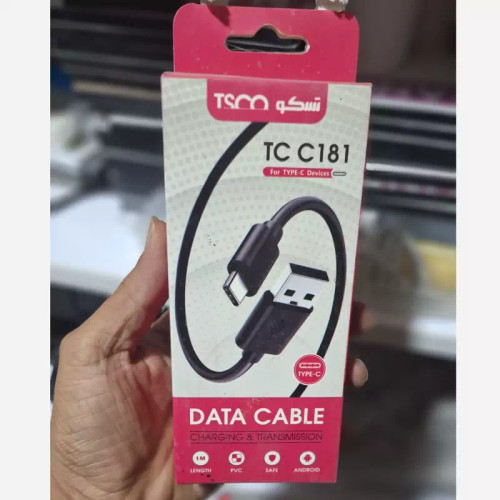 TSCO تسکو
TC C181
For TYPE-C Devices
TYPE-C
DATA CABLE
CHARGING & TRANSMISSION
1M
LENGTH PVC SAFE ANDROID